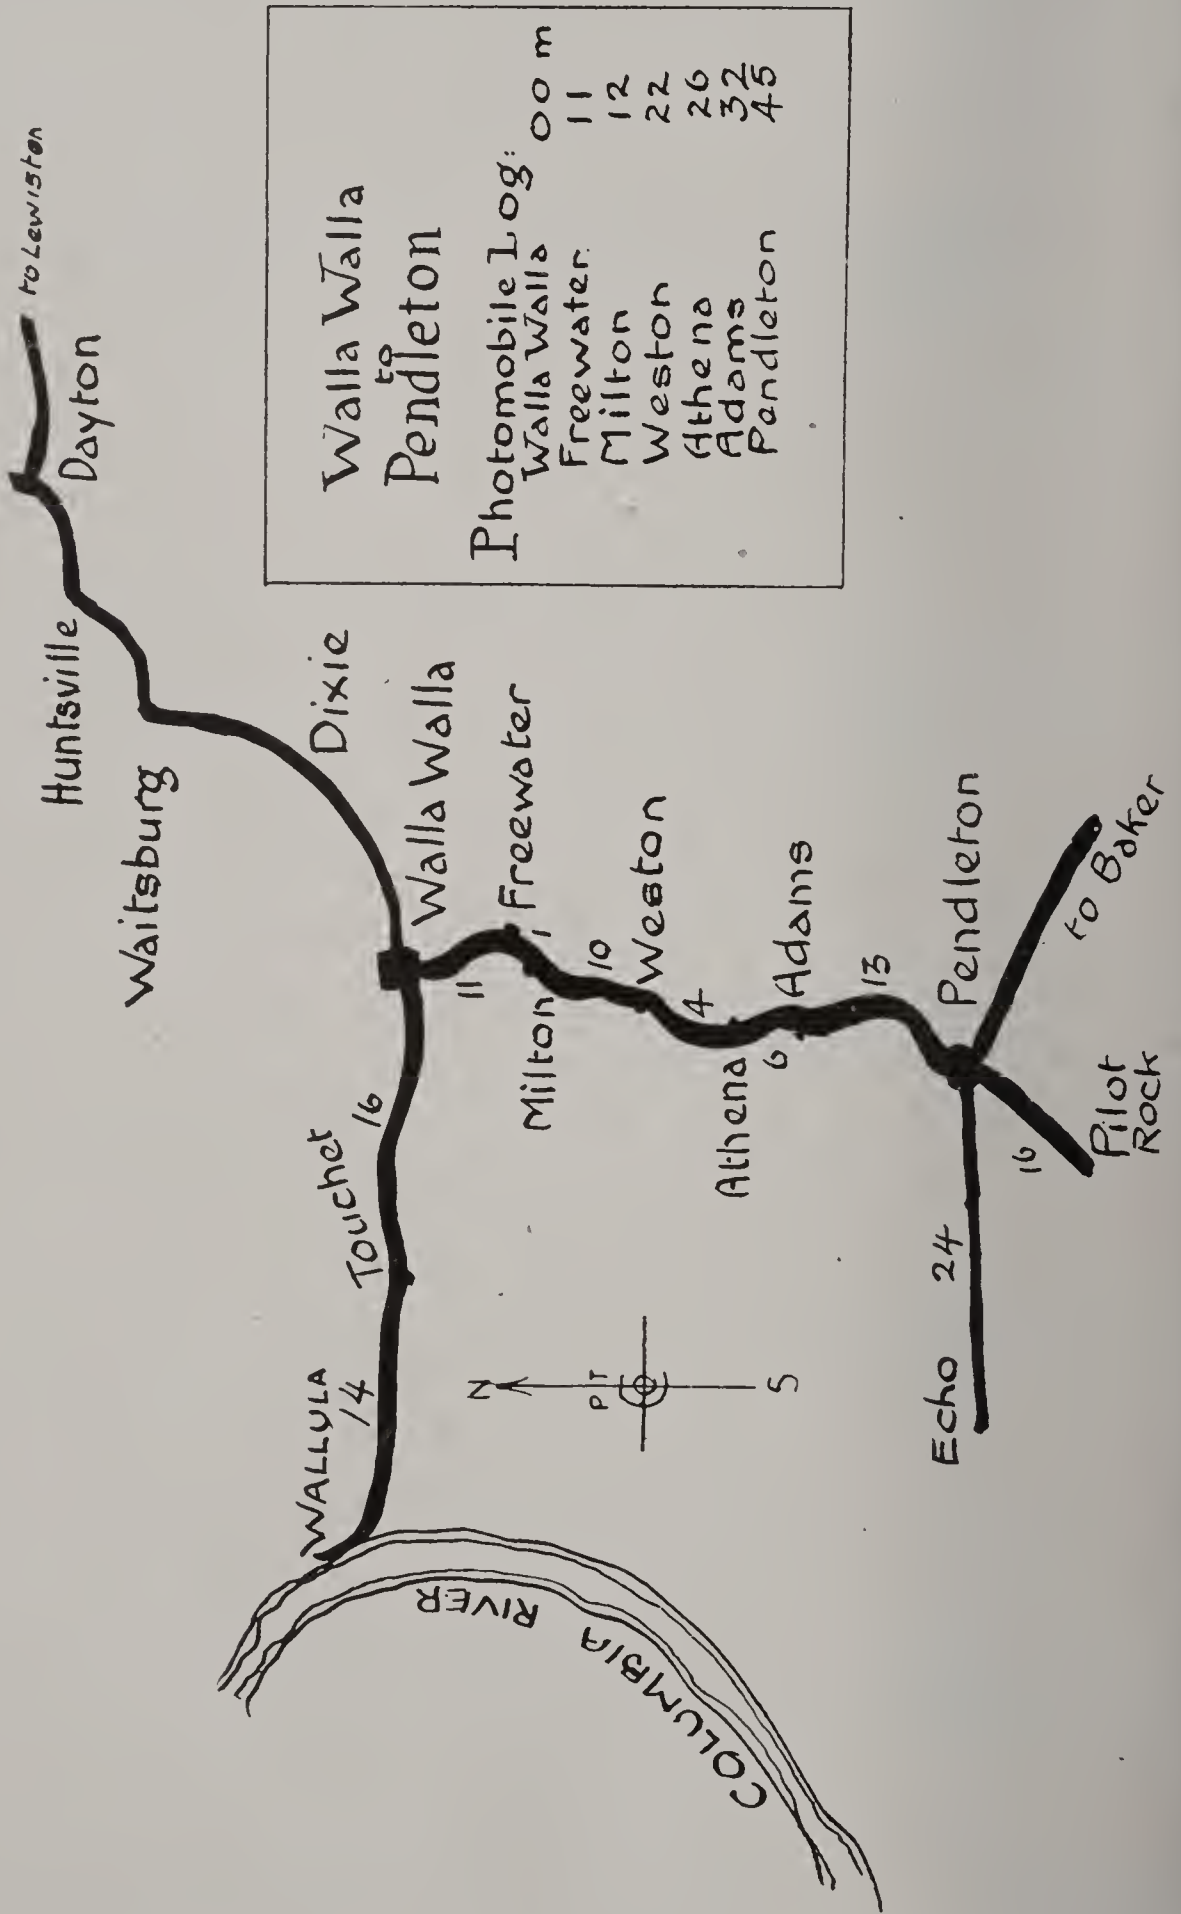 to Lewiston
Dayton
Huntsville
Waitsburg
Dixie
Walla Walla
to
Pendleton
Photomobile Log:
Walla Walla 00 m
Freewater 11
Milton 12
Weston 22
Athena 26
Adams 32
Pendleton 45
WALLULA
14
Touchet
16
Walla Walla
11
Freewater
1
Milton
10
Weston
4
Athena
6
Adams
13
Pendleton
Echo 24
16
Pilot
Rock
to Baker
N
P T
S
COLUMBIA RIVER